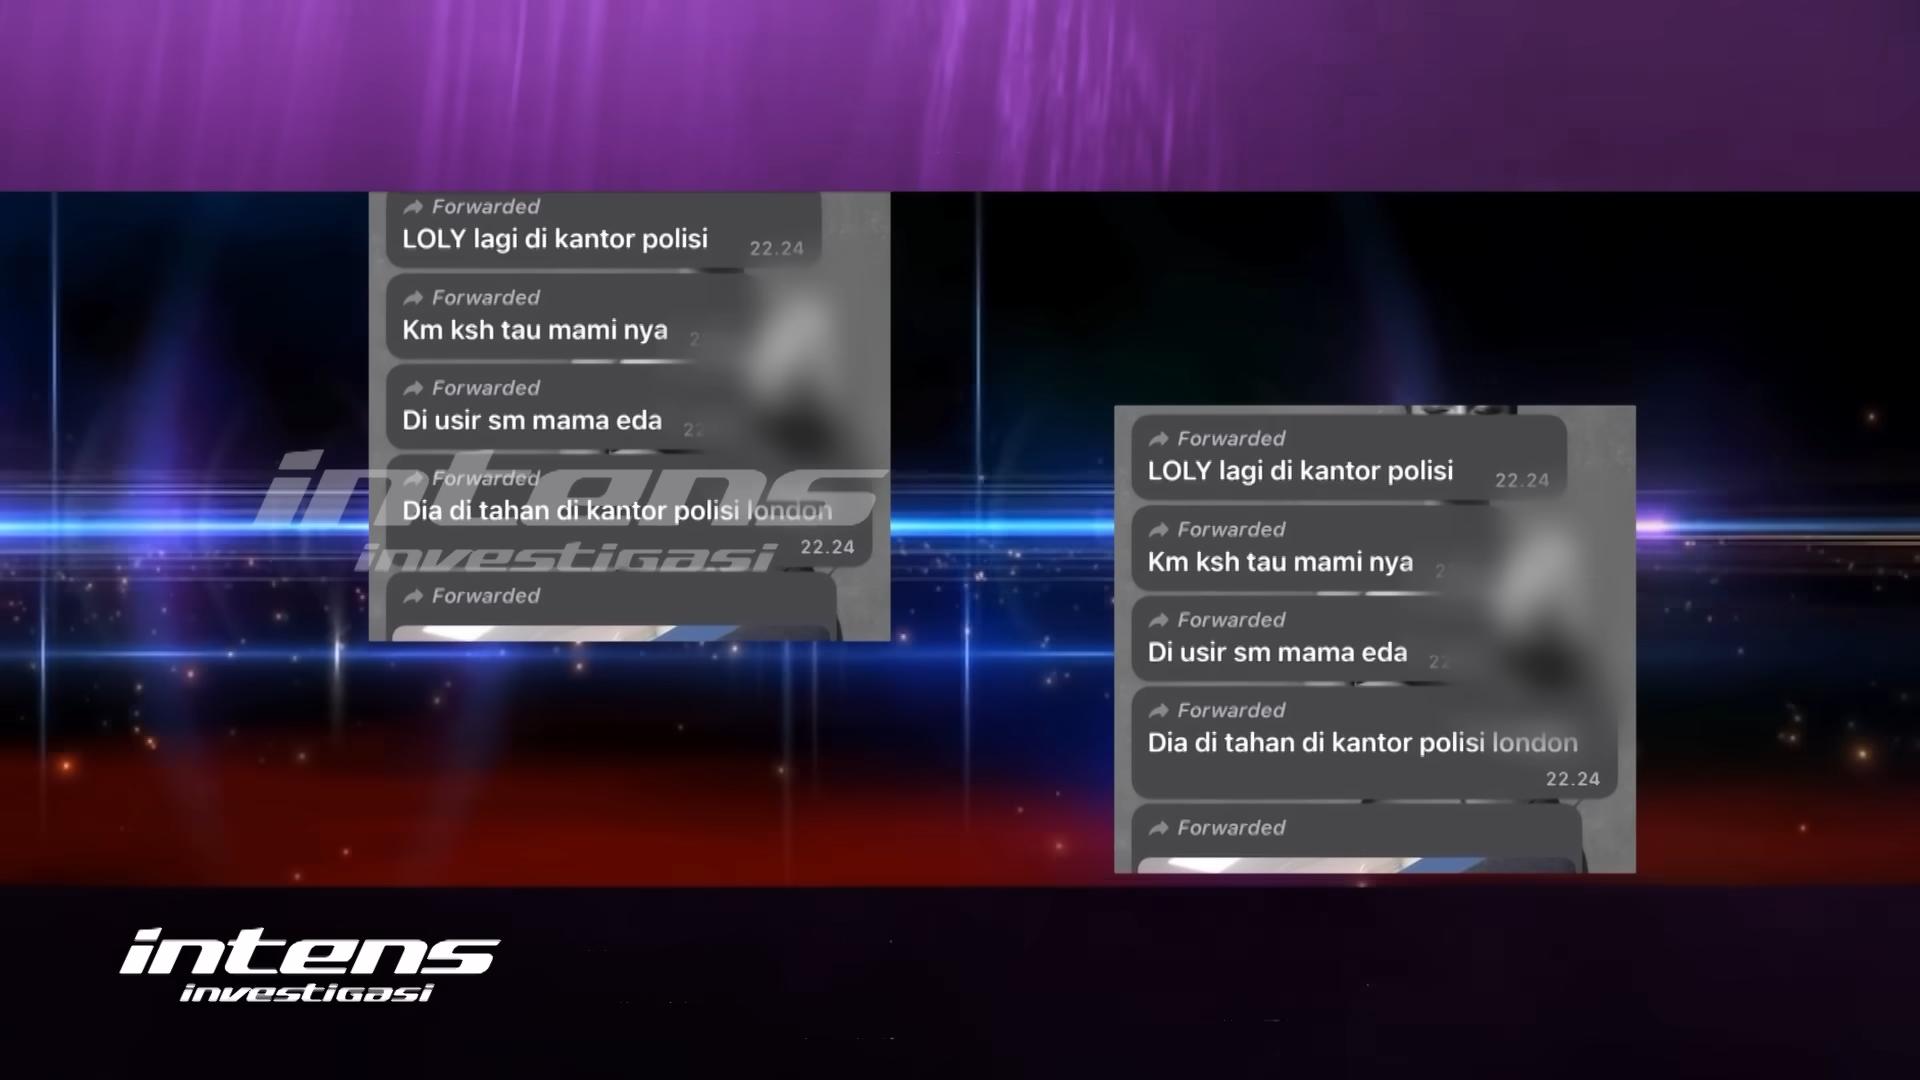 Forwarded
LOLY lagi di kantor polisi
22.24
Forwarded
Km ksh tau mami nya
Forwarded
Di usir sm mama eda
Forwarded
Dia di tahan di kantor polisi london
22.24
Forwarded
intens
investigasi
Forwarded
LOLY lagi di kantor polisi
22.24
Forwarded
Km ksh tau mami nya
Forwarded
Di usir sm mama eda
Forwarded
Dia di tahan di kantor polisi london
22.24
Forwarded
intens
investigasi